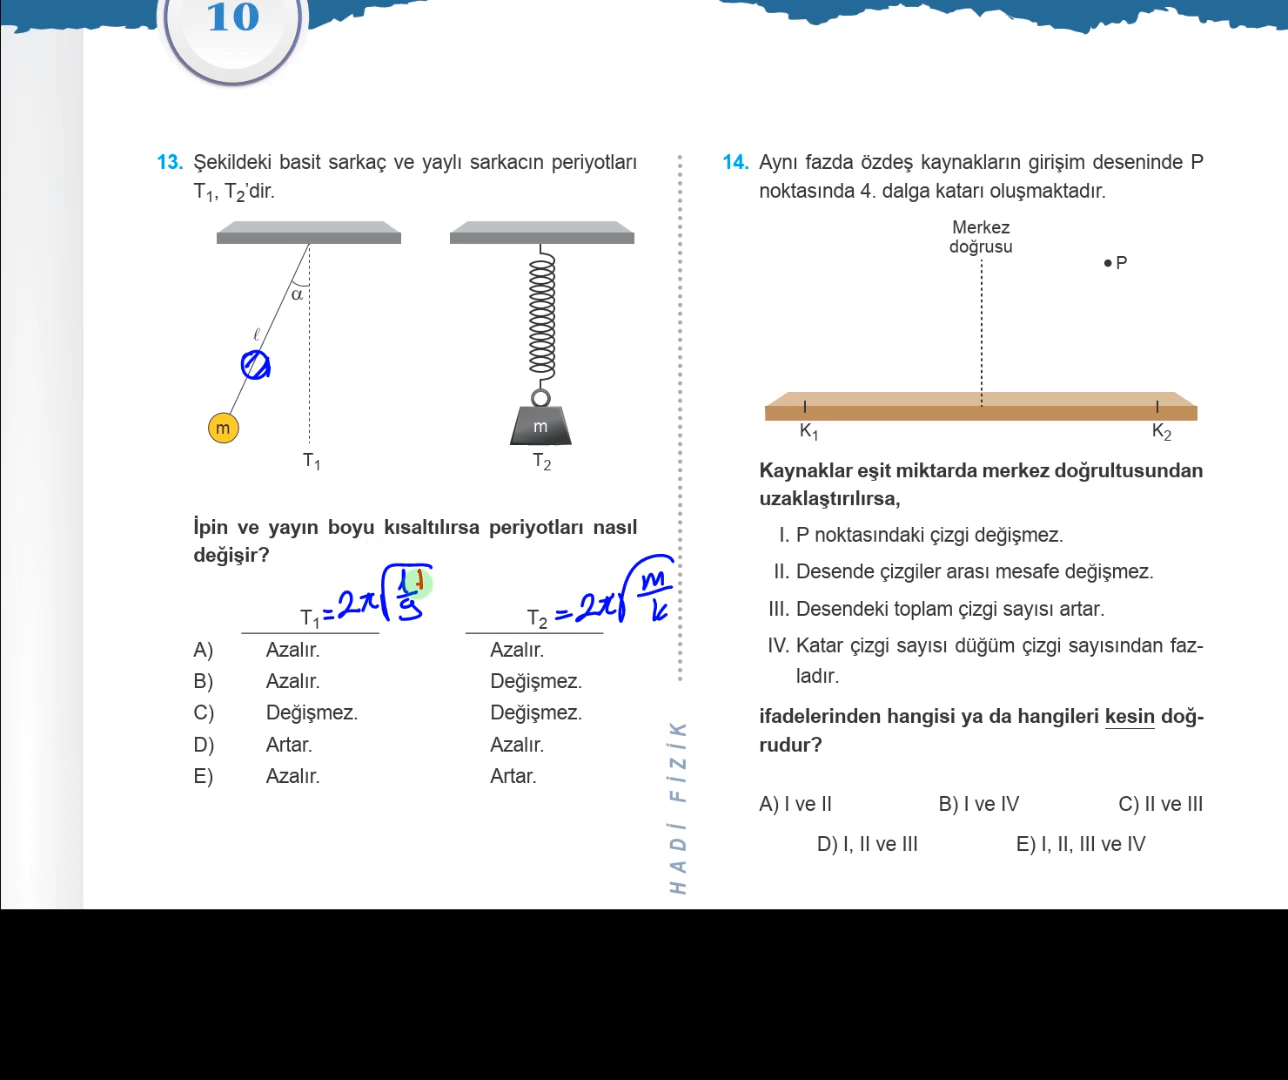 10
13. Şekildeki basit sarkaç ve yaylı sarkacın periyotları
T₁, T₂'dir.
α
ℓ
m
T₁
m
T₂
İpin ve yayın boyu kısaltılırsa periyotları nasıl
değişir?
T₁ = 2π√(l/g) T₂ = 2π√(m/k)
A) Azalır. Azalır.
B) Azalır. Değişmez.
C) Değişmez. Değişmez.
D) Artar. Azalır.
E) Azalır. Artar.
HADİ FİZİK
14. Aynı fazda özdeş kaynakların girişim deseninde P
noktasında 4. dalga katarı oluşmaktadır.
Merkez
doğrusu
P
K₁
K₂
Kaynaklar eşit miktarda merkez doğrultusundan
uzaklaştırılırsa,
I. P noktasındaki çizgi değişmez.
II. Desende çizgiler arası mesafe değişmez.
III. Desendeki toplam çizgi sayısı artar.
IV. Katar çizgi sayısı düğüm çizgi sayısından faz-
ladır.
ifadelerinden hangisi ya da hangileri kesin doğ-
rudur?
A) I ve II B) I ve IV C) II ve III
D) I, II ve III E) I, II, III ve IV